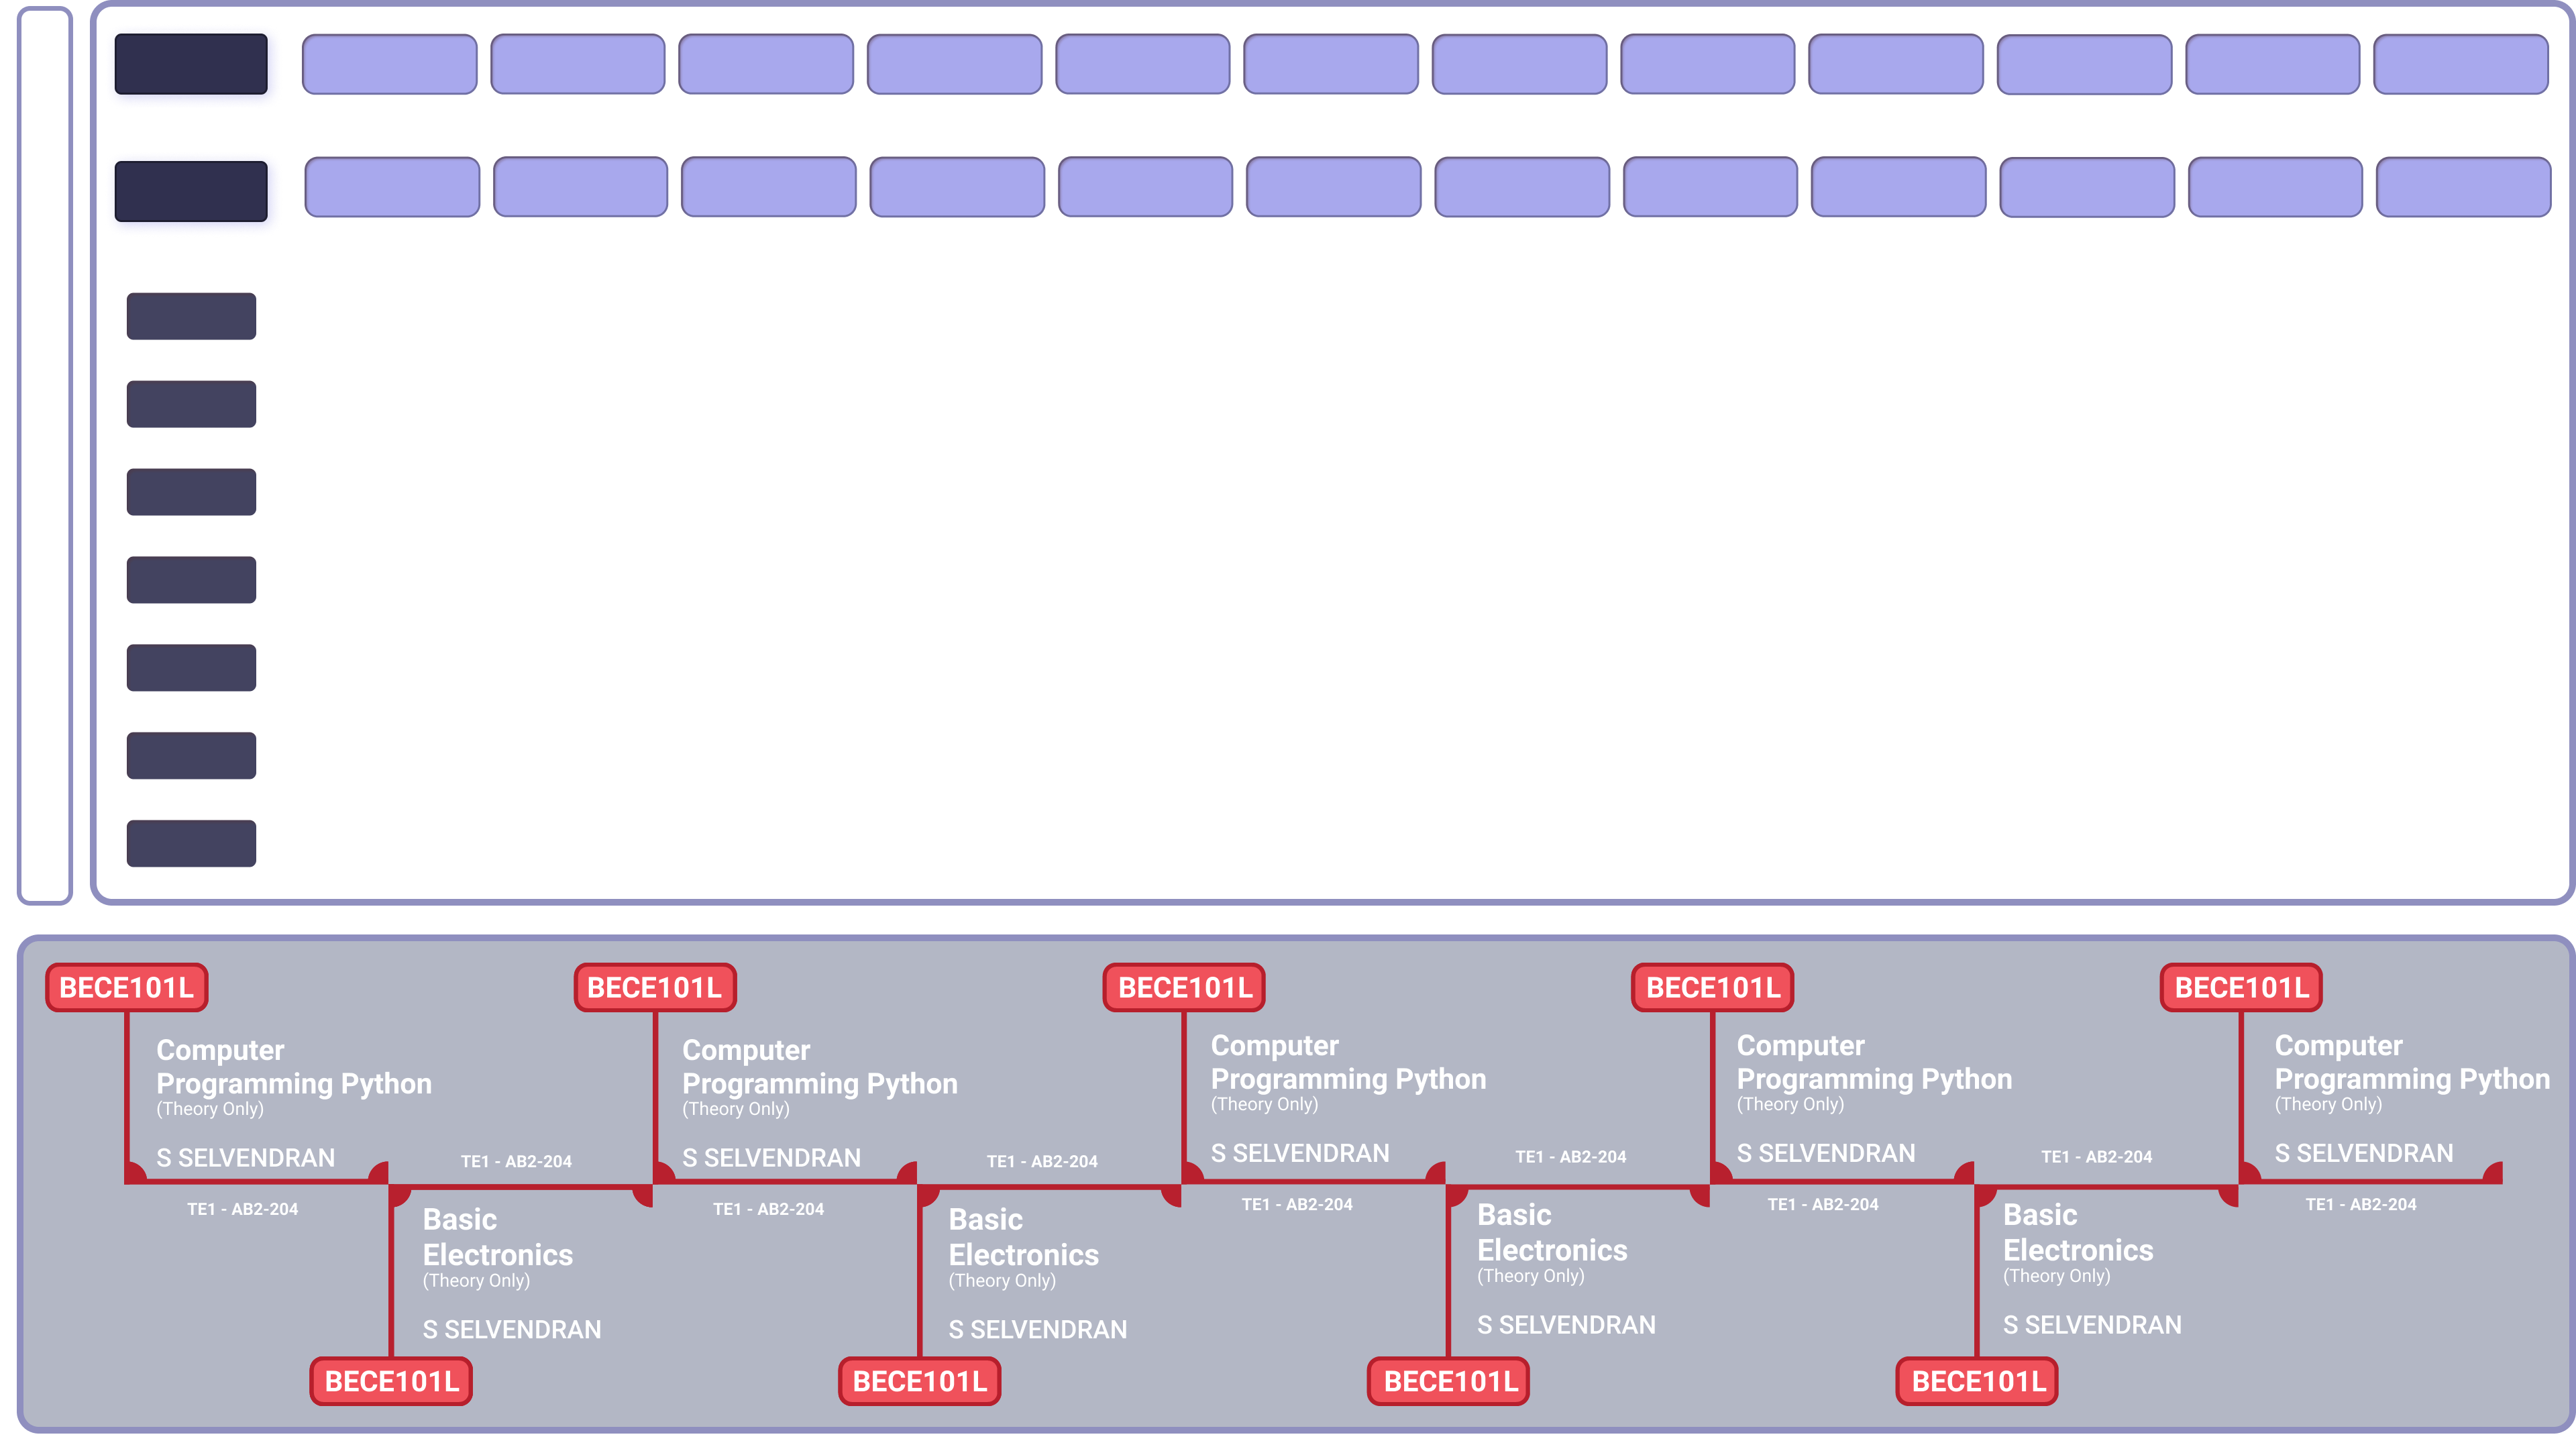 BECE101L
BECE101L
BECE101L
BECE101L
BECE101L
Computer
Programming Python
(Theory Only)
S SELVENDRAN
TE1 - AB2-204
Computer
Programming Python
(Theory Only)
S SELVENDRAN
TE1 - AB2-204
Computer
Programming Python
(Theory Only)
S SELVENDRAN
TE1 - AB2-204
Computer
Programming Python
(Theory Only)
S SELVENDRAN
TE1 - AB2-204
Computer
Programming Python
(Theory Only)
S SELVENDRAN
TE1 - AB2-204
TE1 - AB2-204
Basic
Electronics
(Theory Only)
S SELVENDRAN
TE1 - AB2-204
Basic
Electronics
(Theory Only)
S SELVENDRAN
TE1 - AB2-204
Basic
Electronics
(Theory Only)
S SELVENDRAN
TE1 - AB2-204
Basic
Electronics
(Theory Only)
S SELVENDRAN
BECE101L
BECE101L
BECE101L
BECE101L